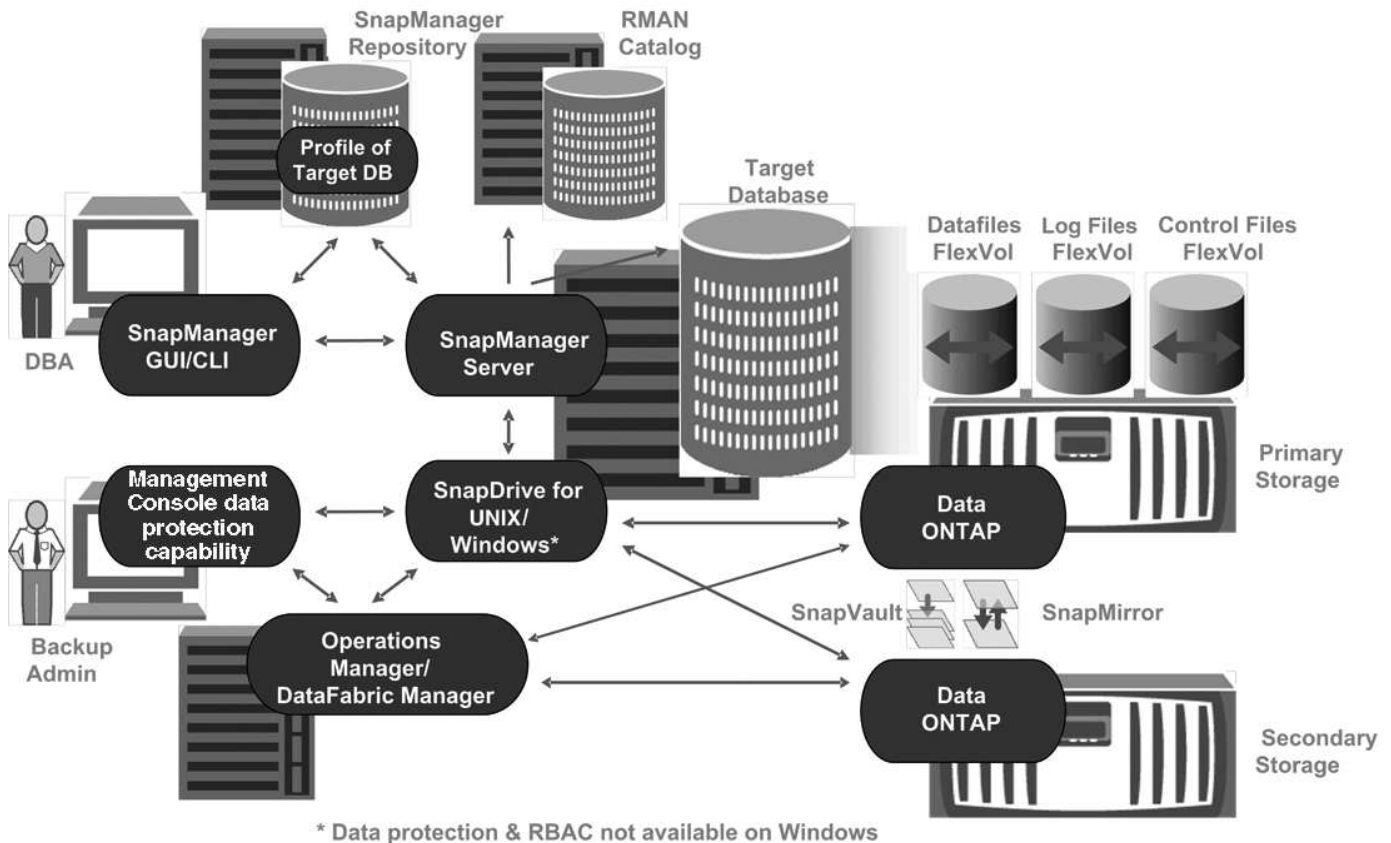 SnapManager
Repository
RMAN
Catalog
Profile of
Target DB
Target
Database
Datafiles
FlexVol
Log Files
FlexVol
Control Files
FlexVol
DBA
SnapManager
GUI/CLI
SnapManager
Server
Primary
Storage
Management
Console data
protection
capability
SnapDrive for
UNIX/
Windows*
Data
ONTAP
Backup
Admin
Operations
Manager/
DataFabric Manager
SnapVault
SnapMirror
Data
ONTAP
Secondary
Storage
* Data protection & RBAC not available on Windows